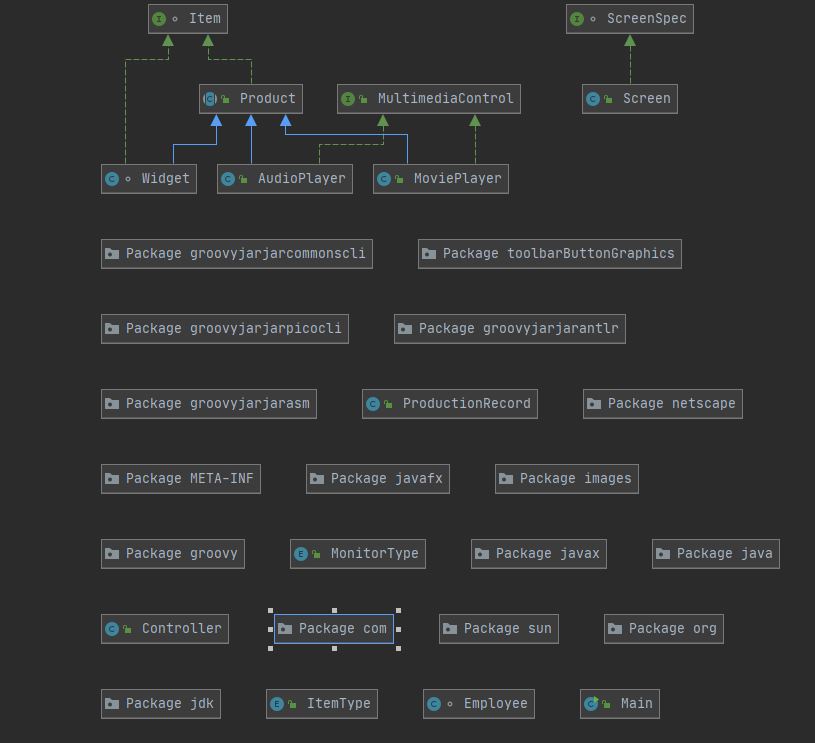 Item
ScreenSpec
Product
MultimediaControl
Screen
Widget
AudioPlayer
MoviePlayer
Package groovyjarjarcommonscli
Package toolbarButtonGraphics
Package groovyjarjarpicocli
Package groovyjarjarantlr
Package groovyjarjarasm
ProductionRecord
Package netscape
Package META-INF
Package javafx
Package images
Package groovy
MonitorType
Package javax
Package java
Controller
Package com
Package sun
Package org
Package jdk
ItemType
Employee
Main